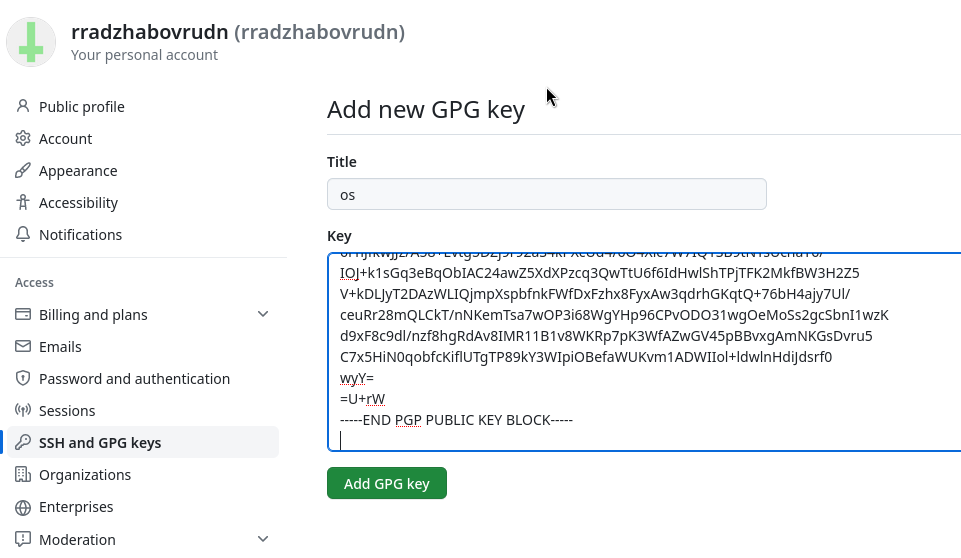 rradzhabovrudn (rradzhabovrudn)
Your personal account
Public profile
Account
Appearance
Accessibility
Notifications
Access
Billing and plans
Emails
Password and authentication
Sessions
SSH and GPG keys
Organizations
Enterprises
Moderation
Add new GPG key
Title
os
Key
IOJ+k1sGq3eBqObIAC24awZ5XdXPzcq3QwTtU6f6IdHwlShTPjTFK2MkfBW3H2Z5
V+kDLJyT2DAzWLIQjmpXspbfnkFWfDxFzhx8FyxAw3qdrhGKqtQ+76bH4ajy7Ul/
ceuRr28mQLCkT/nNKemTsa7wOP3i68WgYHp96CPvODO31wgOeMoSs2gcSbnI1wzK
d9xF8c9dl/nzf8hgRdAv8IMR11B1v8WKRp7pK3WfAZwGV45pBBvxgAmNKGsDvru5
C7x5HiN0qobfcKiflUTgTP89kY3WIpiOBefaWUKvm1ADWIIol+ldwlnHdiJdsrf0
wyY=
=U+rW
-----END PGP PUBLIC KEY BLOCK-----
Add GPG key